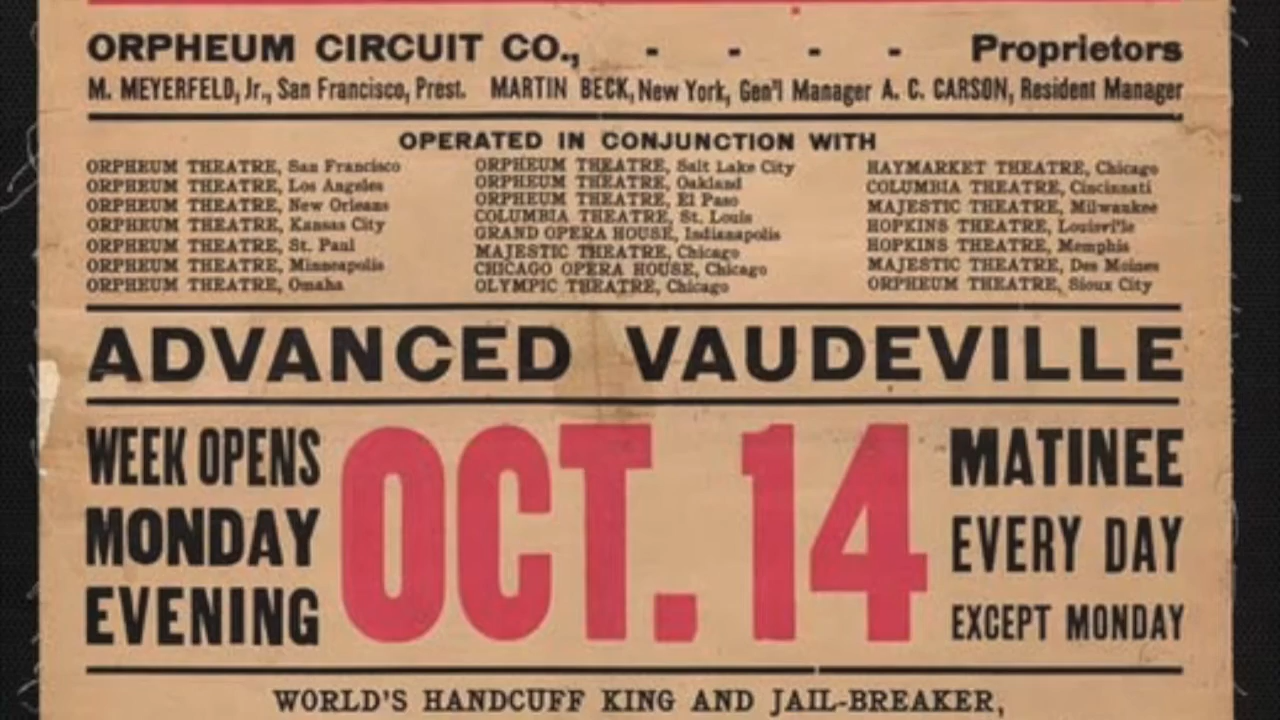 ORPHEUM CIRCUIT CO., - - - - Proprietors
M. MEYERFELD, Jr., San Francisco, Prest. MARTIN BECK, New York, Gen'l Manager A. C. CARSON, Resident Manager
OPERATED IN CONJUNCTION WITH
ORPHEUM THEATRE, San Francisco
ORPHEUM THEATRE, Los Angeles
ORPHEUM THEATRE, New Orleans
ORPHEUM THEATRE, Kansas City
ORPHEUM THEATRE, St. Paul
ORPHEUM THEATRE, Minneapolis
ORPHEUM THEATRE, Omaha
ORPHEUM THEATRE, Salt Lake City
ORPHEUM THEATRE, Oakland
ORPHEUM THEATRE, El Paso
COLUMBIA THEATRE, St. Louis
GRAND OPERA HOUSE, Indianapolis
MAJESTIC THEATRE, Chicago
CHICAGO OPERA HOUSE, Chicago
OLYMPIC THEATRE, Chicago
HAYMARKET THEATRE, Chicago
COLUMBIA THEATRE, Cincinnati
MAJESTIC THEATRE, Milwaukee
HOPKINS THEATRE, Louisville
HOPKINS THEATRE, Memphis
MAJESTIC THEATRE, Des Moines
ORPHEUM THEATRE, Sioux City
ADVANCED VAUDEVILLE
WEEK OPENS
MONDAY
EVENING
OCT. 14
MATINEE
EVERY DAY
EXCEPT MONDAY
WORLD'S HANDCUFF KING AND JAIL-BREAKER,